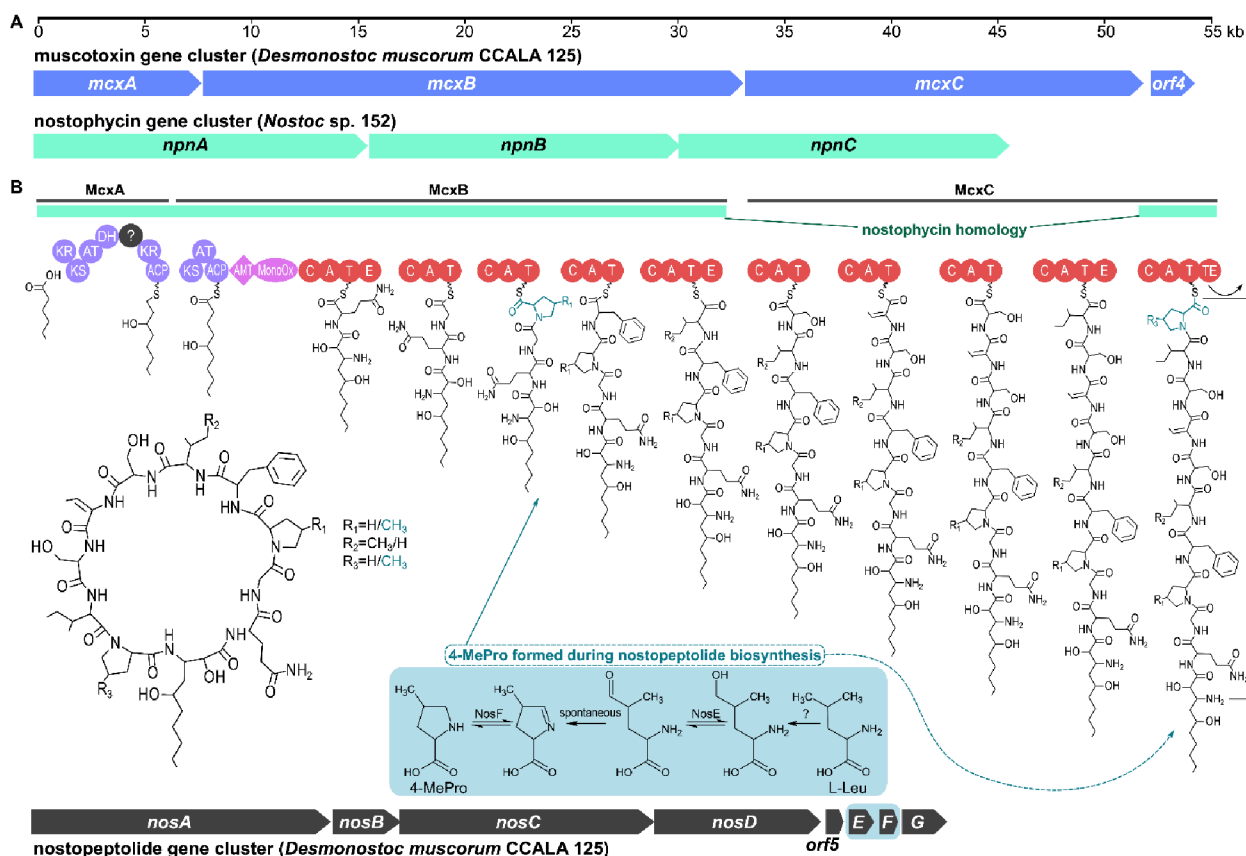 A
0 5 10 15 20 25 30 35 40 45 50 55 kb
muscotoxin gene cluster (Desmonostoc muscorum CCALA 125)
mcxA mcxB mcxC orf4
nostophycin gene cluster (Nostoc sp. 152)
npnA npnB npnC
B
McxA McxB McxC
nostophycin homology
KR KS AT DH ? KR ACP KS AT ACP AMT MonoOx C A T E C A T C A T C A T C A T E C A T C A T C A T C A T E C A T TE
R₁=H/CH₃
R₂=CH₃/H
R₃=H/CH₃
4-MePro formed during nostopeptolide biosynthesis
NosF spontaneous NosE ?
4-MePro L-Leu
nosA nosB nosC nosD orf5 E F G
nostopeptolide gene cluster (Desmonostoc muscorum CCALA 125)